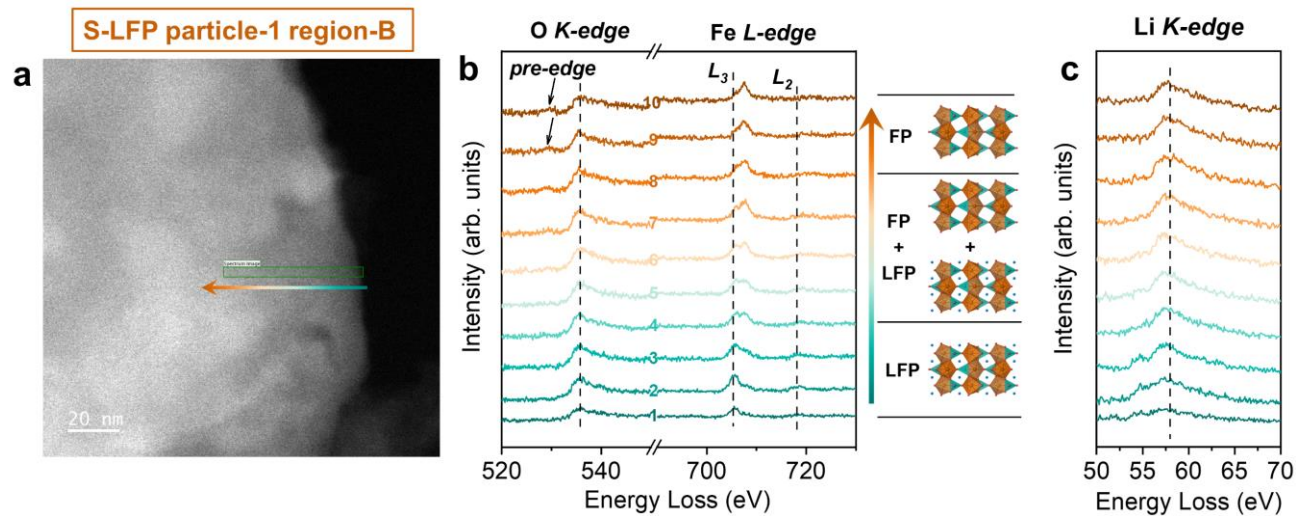 S-LFP particle-1 region-B
a
Spectrum Image
20 nm
b
O K-edge
Fe L-edge
pre-edge
L3
L2
10
9
8
7
6
5
4
3
2
1
Intensity (arb. units)
520 540 700 720
Energy Loss (eV)
FP
FP
+
LFP
+
LFP
c
Li K-edge
Intensity (arb. units)
50 55 60 65 70
Energy Loss (eV)